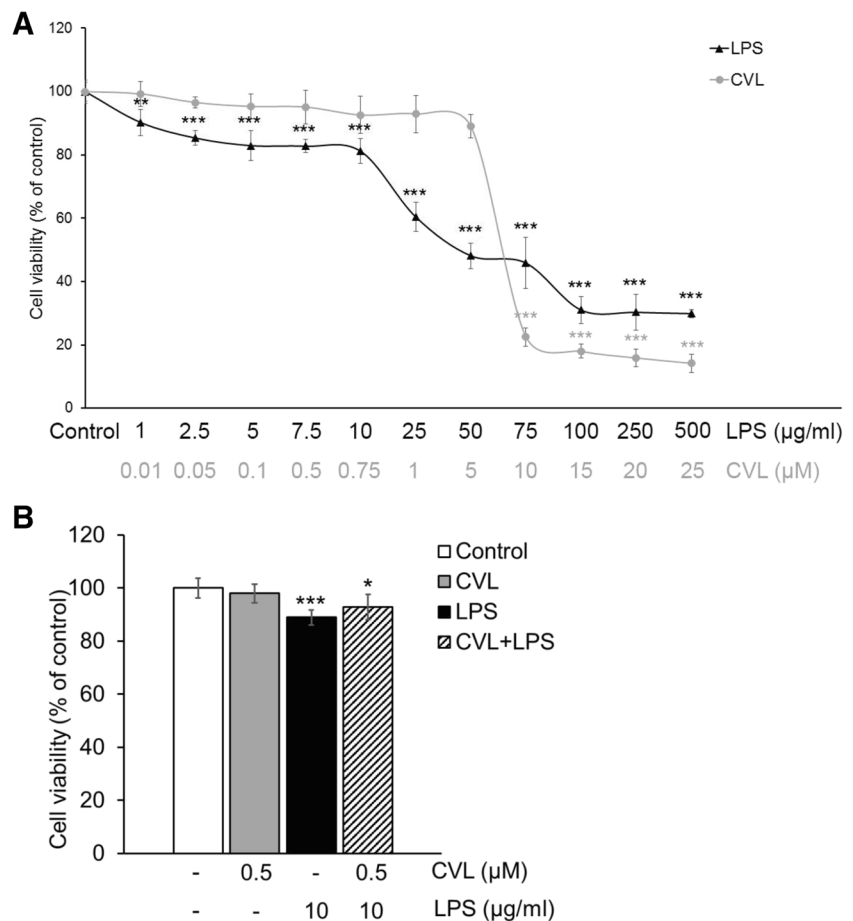 A
120
100
80
60
40
20
0
Cell viability (% of control)
LPS
CVL
**
***
***
***
***
***
***
***
***
***
***
***
***
***
***
Control 1 2.5 5 7.5 10 25 50 75 100 250 500 LPS (µg/ml)
0.01 0.05 0.1 0.5 0.75 1 5 10 15 20 25 CVL (µM)
B
120
100
80
60
40
20
0
Cell viability (% of control)
Control
CVL
LPS
CVL+LPS
***
*
- 0.5 - 0.5 CVL (µM)
- - 10 10 LPS (µg/ml)